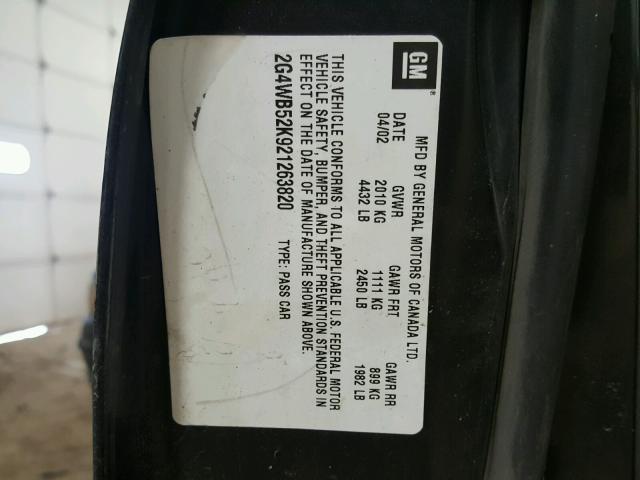 GM
MFD BY GENERAL MOTORS OF CANADA LTD.
DATE GVWR GAWR FRT GAWR RR
04/02 2010 KG 1111 KG 899 KG
4432 LB 2450 LB 1982 LB
THIS VEHICLE CONFORMS TO ALL APPLICABLE U.S. FEDERAL MOTOR
VEHICLE SAFETY, BUMPER, AND THEFT PREVENTION STANDARDS IN
EFFECT ON THE DATE OF MANUFACTURE SHOWN ABOVE.
2G4WB52K921263820 TYPE: PASS CAR